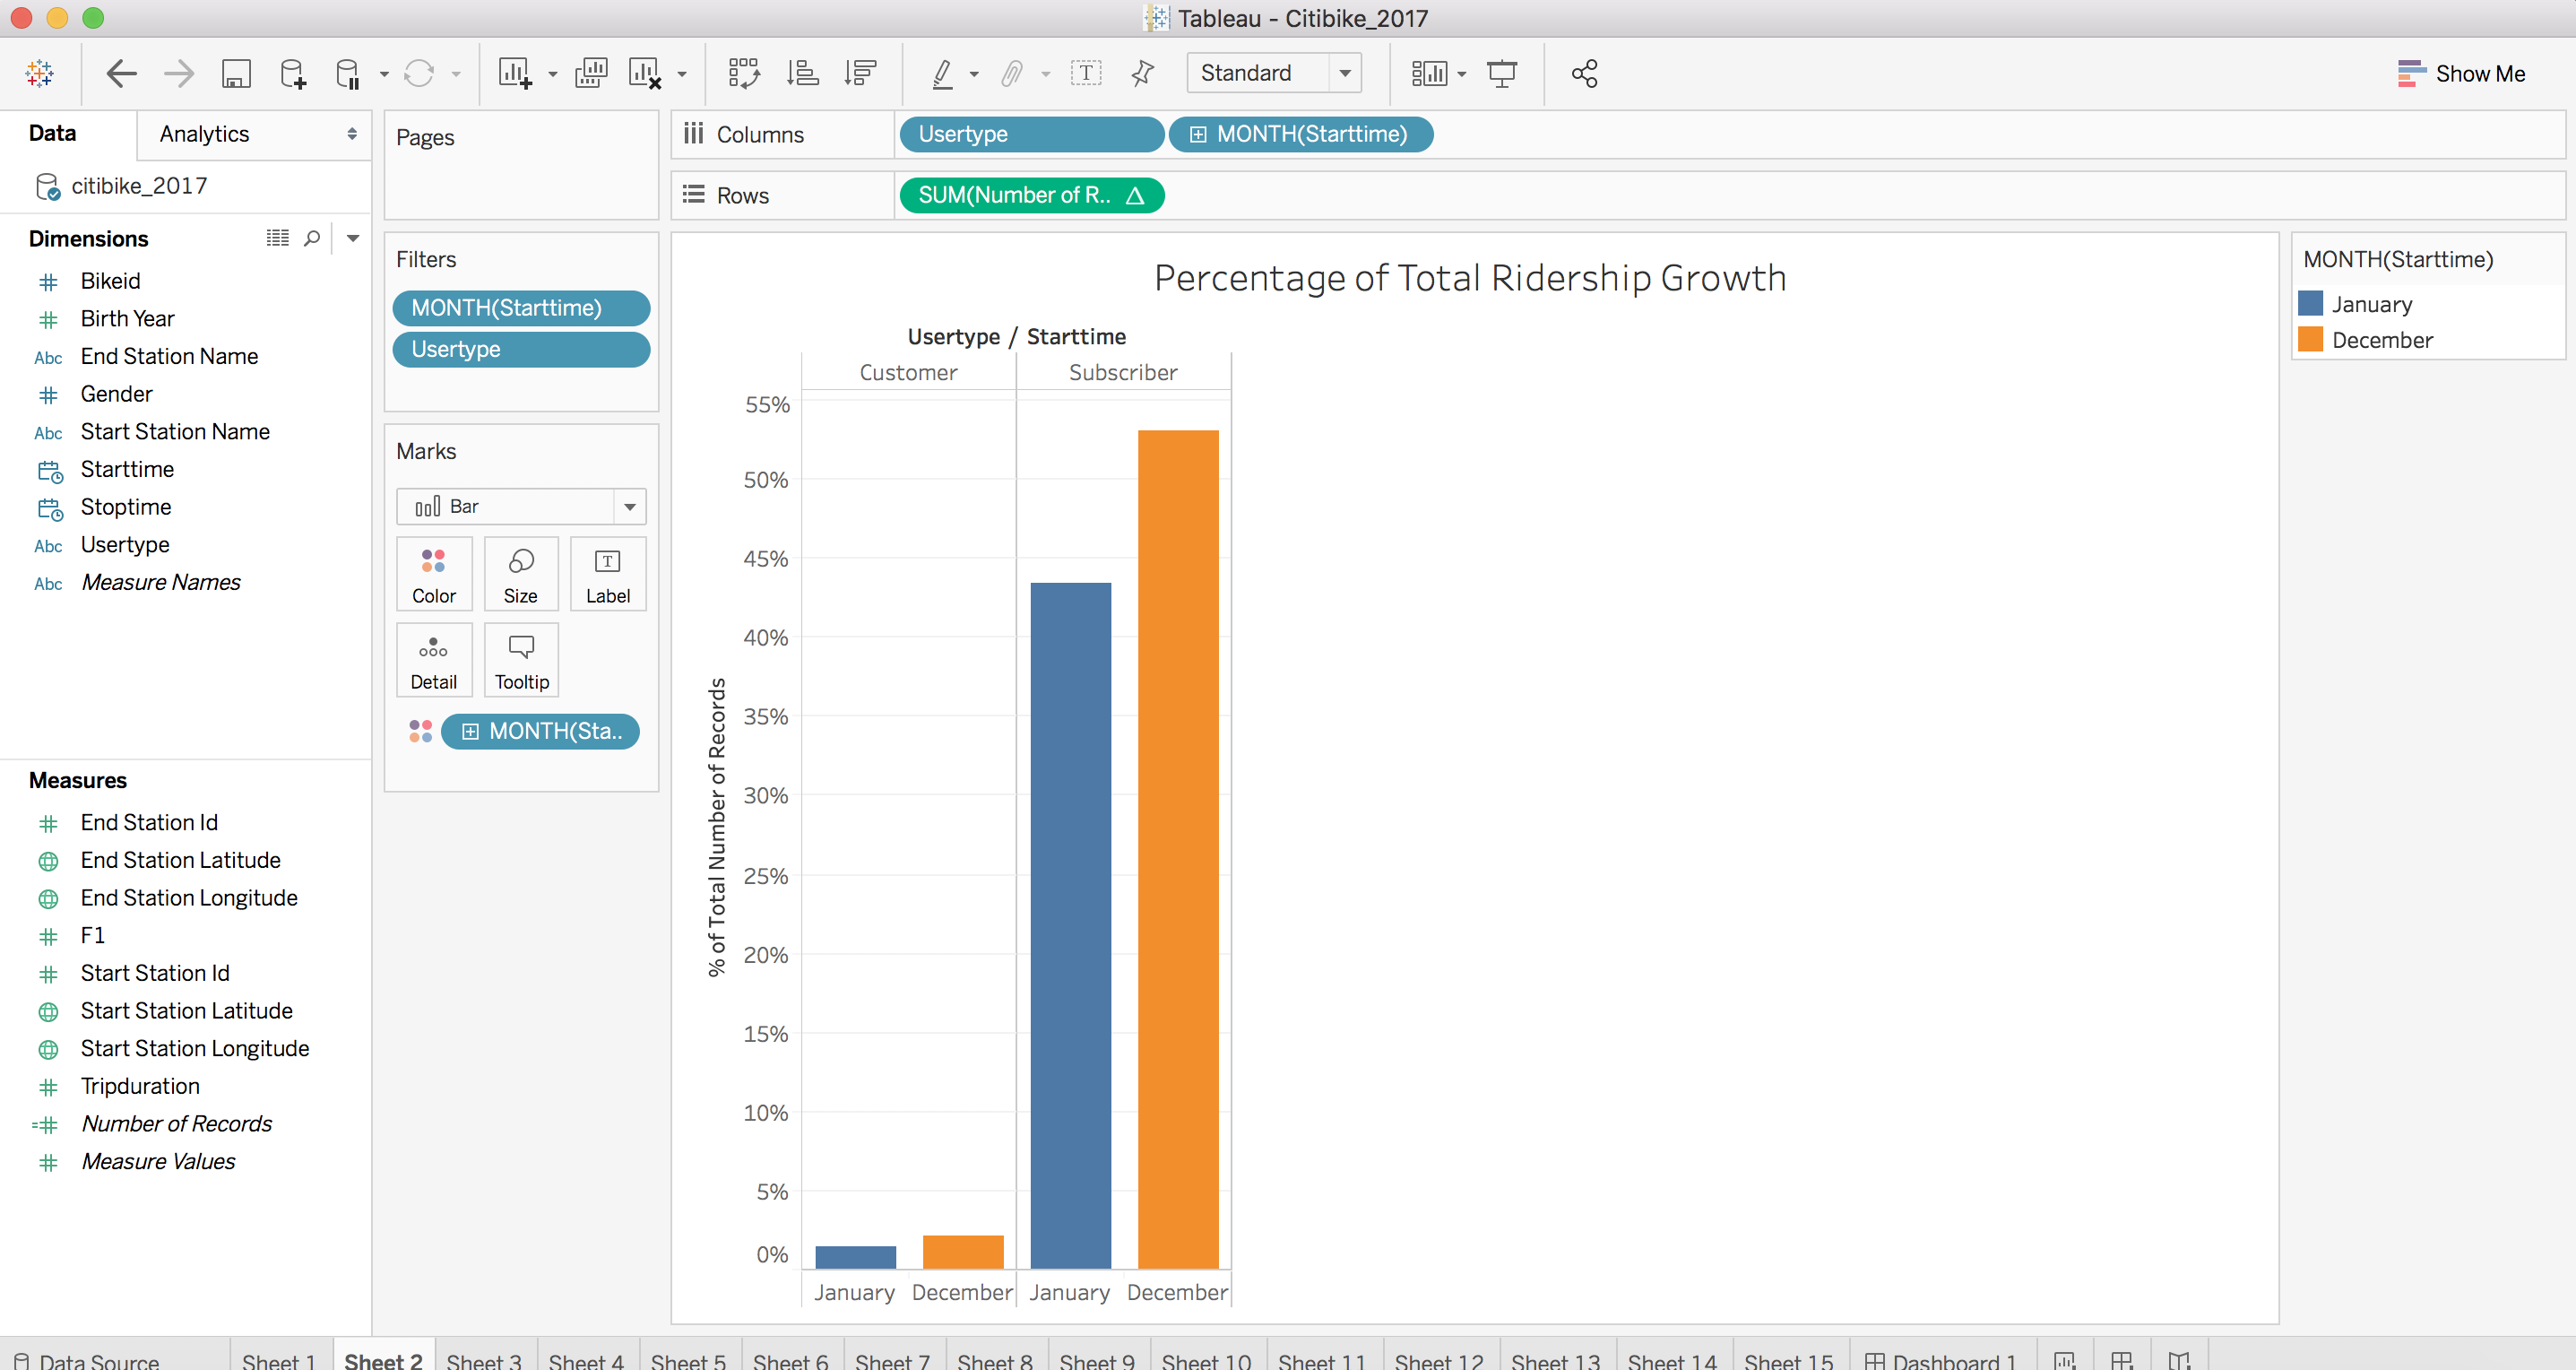 Tableau - Citibike_2017
Standard
Show Me
Data
Analytics
citibike_2017
Dimensions
Bikeid
Birth Year
Abc End Station Name
Gender
Abc Start Station Name
Starttime
Stoptime
Abc Usertype
Abc Measure Names
Measures
End Station Id
End Station Latitude
End Station Longitude
F1
Start Station Id
Start Station Latitude
Start Station Longitude
Tripduration
Number of Records
Measure Values
Pages
Filters
MONTH(Starttime)
Usertype
Marks
Bar
Color
Size
T
Label
Detail
Tooltip
MONTH(Sta..
Columns
Usertype
MONTH(Starttime)
Rows
SUM(Number of R.. Δ
Percentage of Total Ridership Growth
Usertype / Starttime
Customer
Subscriber
% of Total Number of Records
55%
50%
45%
40%
35%
30%
25%
20%
15%
10%
5%
0%
January
December
January
December
MONTH(Starttime)
January
December
Data Source
Sheet 1
Sheet 2
Sheet 3
Sheet 4
Sheet 5
Sheet 6
Sheet 7
Sheet 8
Sheet 9
Sheet 10
Sheet 11
Sheet 12
Sheet 13
Sheet 14
Sheet 15
Dashboard 1